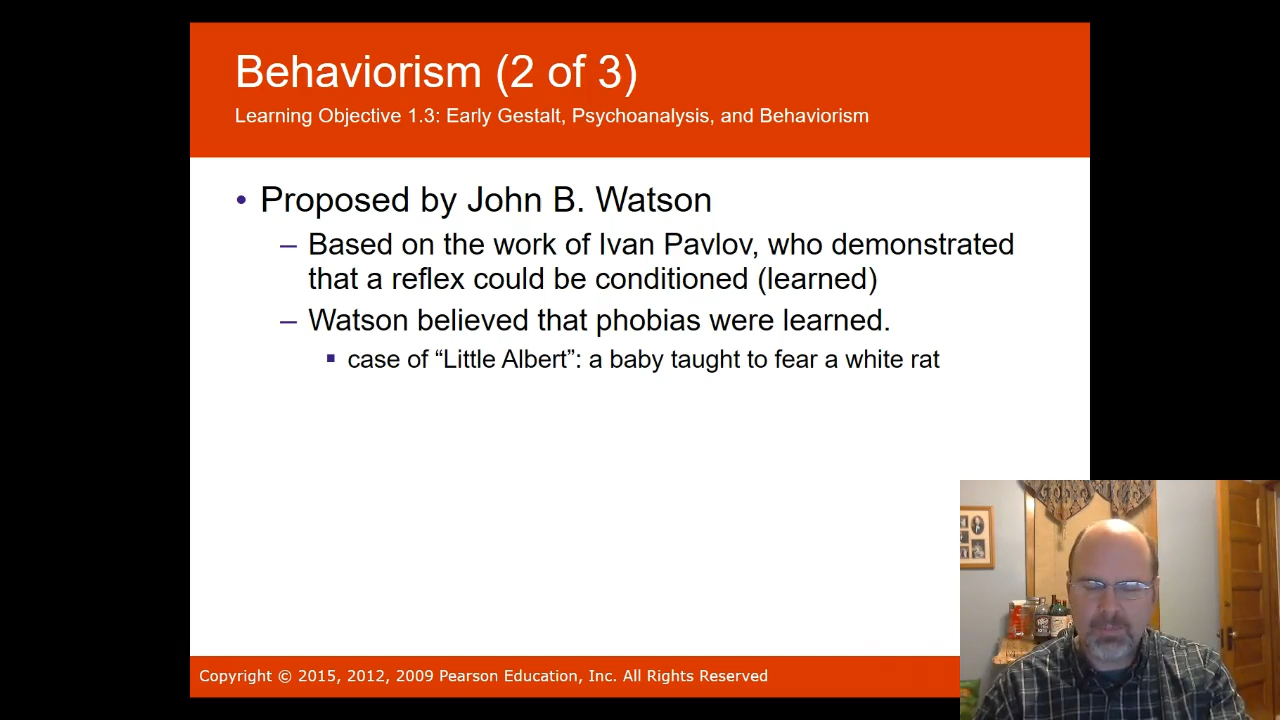 Behaviorism (2 of 3)
Learning Objective 1.3: Early Gestalt, Psychoanalysis, and Behaviorism
• Proposed by John B. Watson
– Based on the work of Ivan Pavlov, who demonstrated
that a reflex could be conditioned (learned)
– Watson believed that phobias were learned.
▪ case of “Little Albert”: a baby taught to fear a white rat
Copyright © 2015, 2012, 2009 Pearson Education, Inc. All Rights Reserved